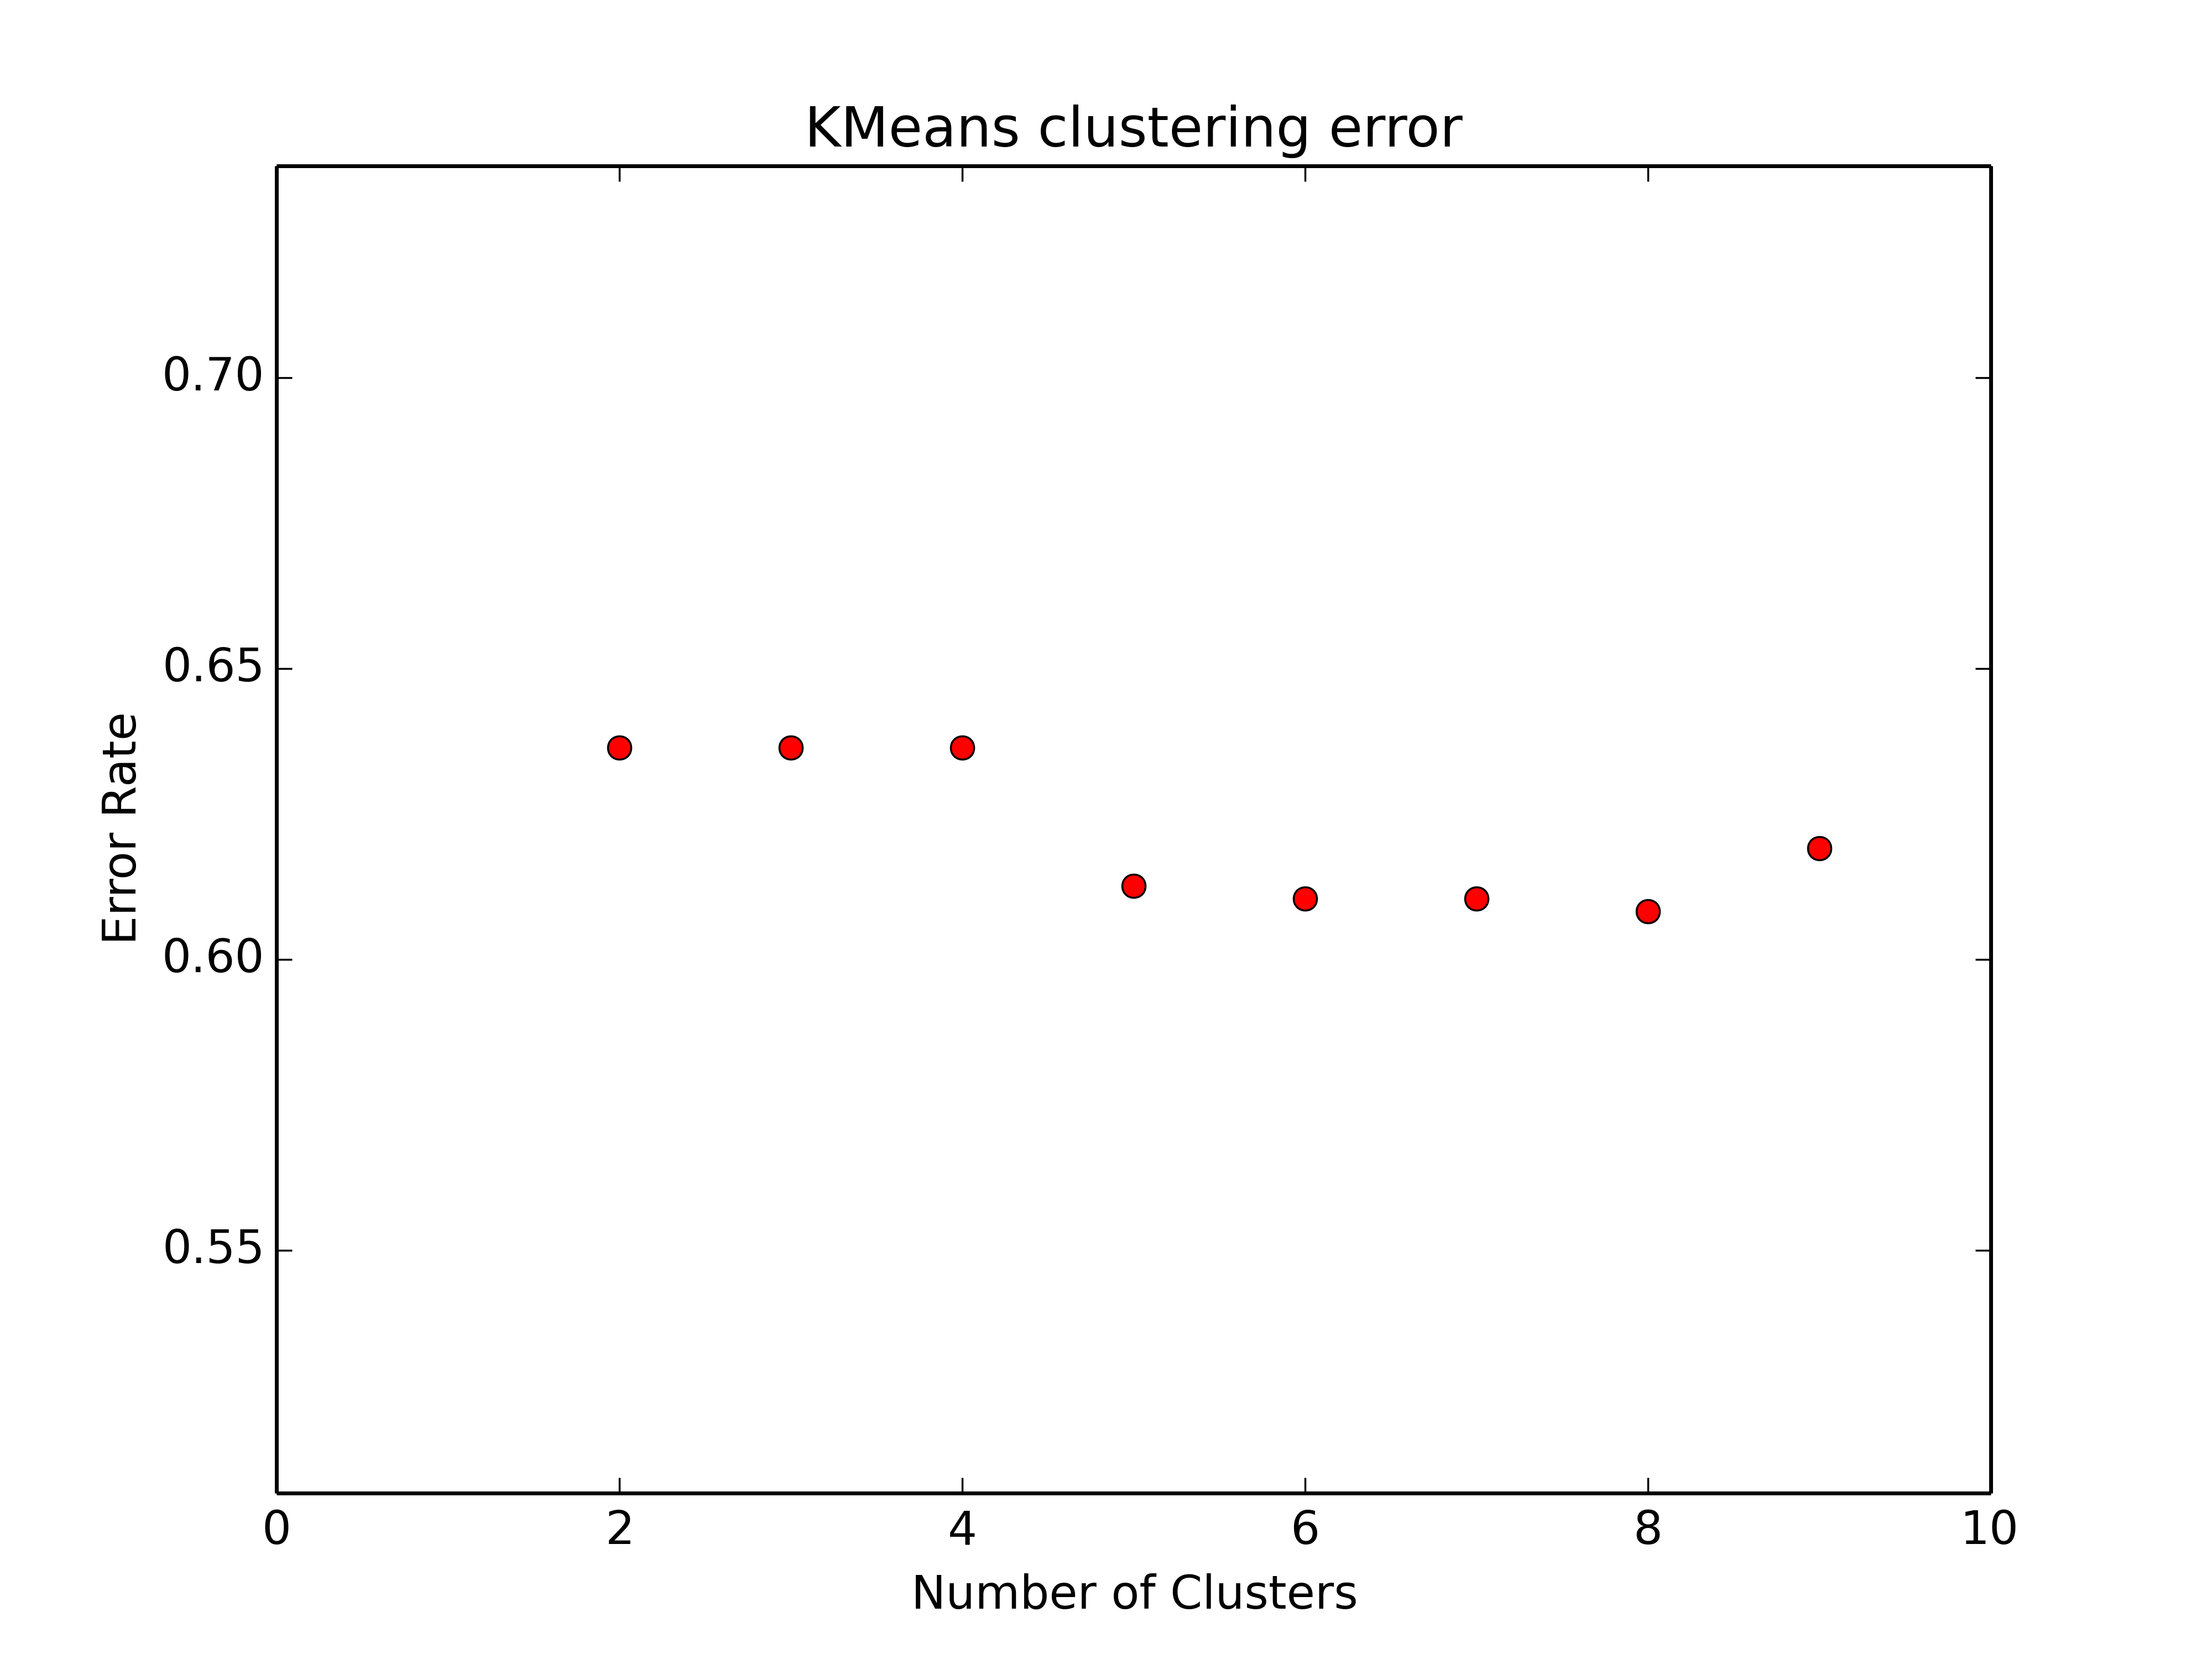 KMeans clustering error
0.70
0.65
0.60
0.55
Error Rate
0 2 4 6 8 10
Number of Clusters